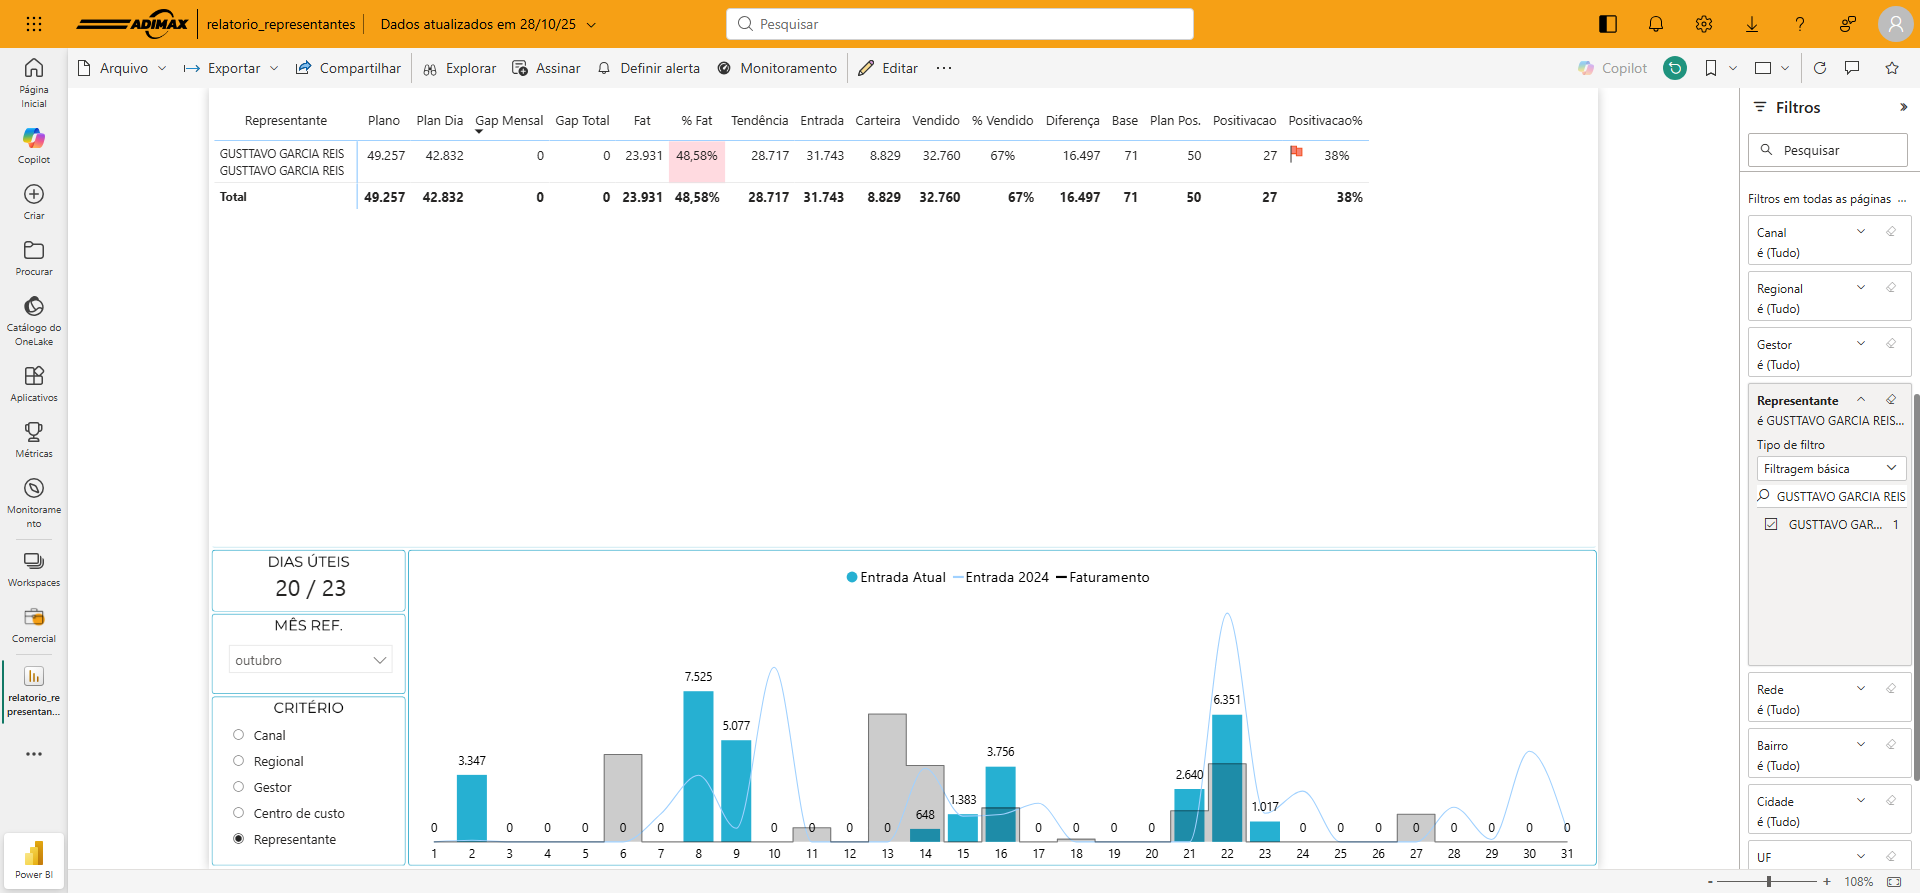 ADIMAX
relatorio_representantes
Dados atualizados em 28/10/25
Pesquisar
Arquivo
Exportar
Compartilhar
Explorar
Assinar
Definir alerta
Monitoramento
Editar
Copilot
Página
Inicial
Copilot
Criar
Procurar
Catálogo do
OneLake
Aplicativos
Métricas
Monitorame
nto
Workspaces
Comercial
relatorio_re
presentan...
Power BI
Representante Plano Plan Dia Gap Mensal Gap Total Fat % Fat Tendência Entrada Carteira Vendido % Vendido Diferença Base Plan Pos. Positivacao Positivacao%
GUSTTAVO GARCIA REIS 49.257 42.832 0 0 23.931 48,58% 28.717 31.743 8.829 32.760 67% 16.497 71 50 27 38%
GUSTTAVO GARCIA REIS
Total 49.257 42.832 0 0 23.931 48,58% 28.717 31.743 8.829 32.760 67% 16.497 71 50 27 38%
DIAS ÚTEIS
20 / 23
MÊS REF.
outubro
CRITÉRIO
Canal
Regional
Gestor
Centro de custo
Representante
Entrada Atual Entrada 2024 Faturamento
0 3.347 0 0 0 0 0 7.525 5.077 0 0 0 0 648 1.383 3.756 0 0 0 0 2.640 6.351 1.017 0 0 0 0 0 0 0 0
1 2 3 4 5 6 7 8 9 10 11 12 13 14 15 16 17 18 19 20 21 22 23 24 25 26 27 28 29 30 31
Filtros
Pesquisar
Filtros em todas as páginas ...
Canal
é (Tudo)
Regional
é (Tudo)
Gestor
é (Tudo)
Representante
é GUSTTAVO GARCIA REIS...
Tipo de filtro
Filtragem básica
GUSTTAVO GARCIA REIS
GUSTTAVO GAR... 1
Rede
é (Tudo)
Bairro
é (Tudo)
Cidade
é (Tudo)
UF
- + 108%